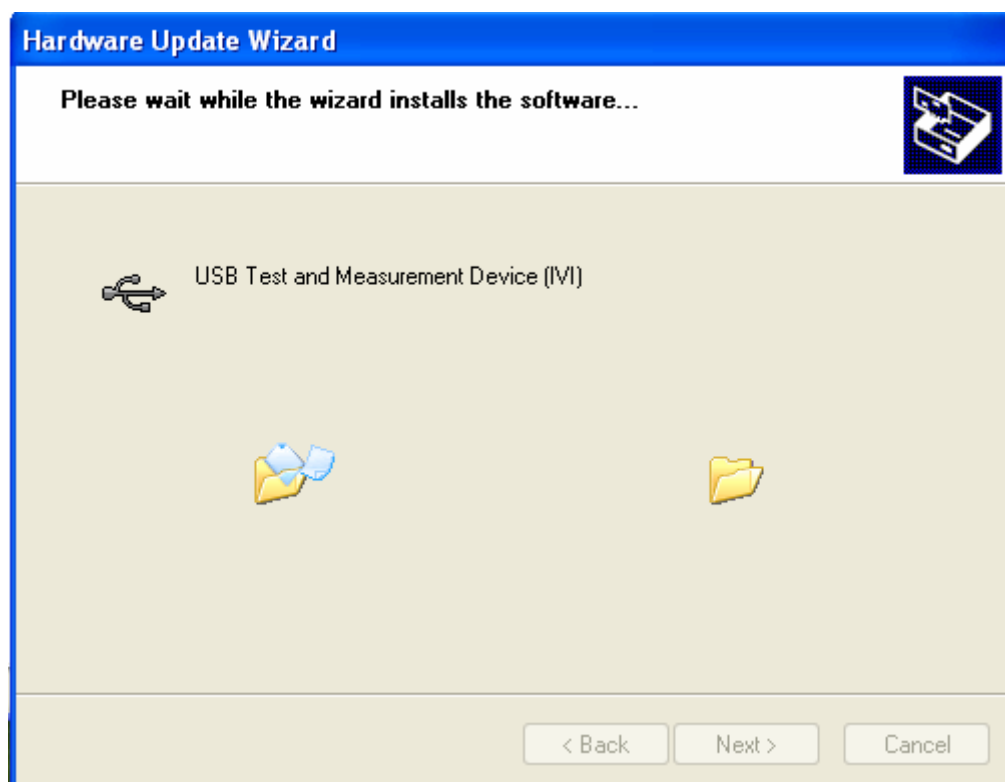 Hardware Update Wizard
Please wait while the wizard installs the software...
USB Test and Measurement Device (IVI)
< Back
Next >
Cancel